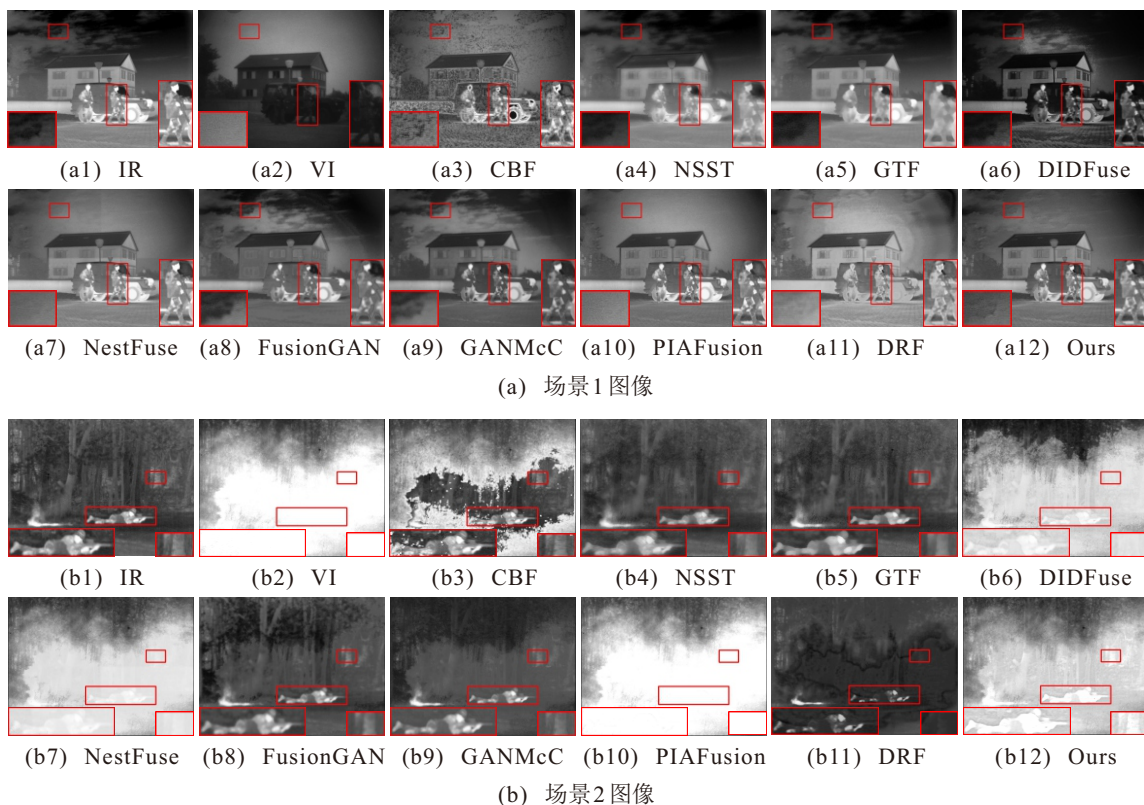 (a1) IR (a2) VI (a3) CBF (a4) NSST (a5) GTF (a6) DIDFuse
(a7) NestFuse (a8) FusionGAN (a9) GANMcC (a10) PIAFusion (a11) DRF (a12) Ours
(a) 场景1图像
(b1) IR (b2) VI (b3) CBF (b4) NSST (b5) GTF (b6) DIDFuse
(b7) NestFuse (b8) FusionGAN (b9) GANMcC (b10) PIAFusion (b11) DRF (b12) Ours
(b) 场景2图像